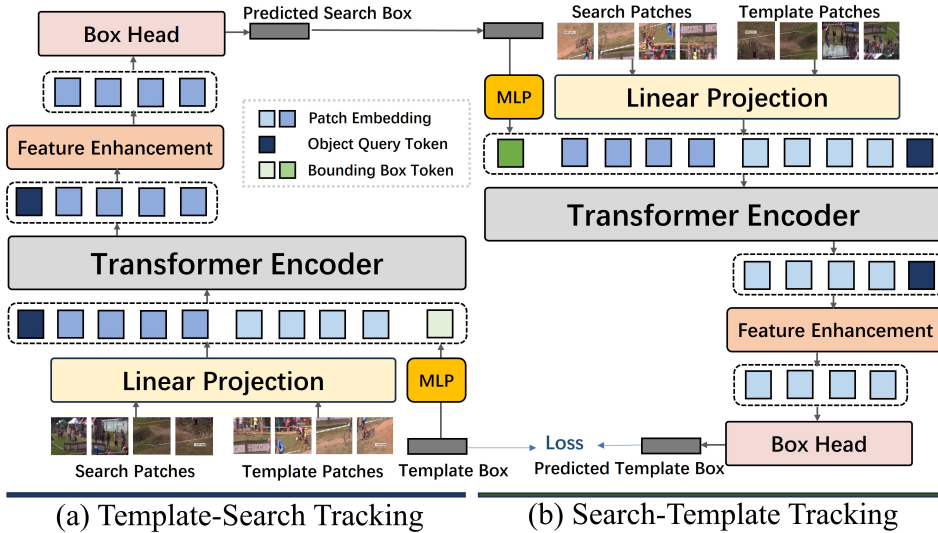 Box Head
Predicted Search Box
Feature Enhancement
Patch Embedding
Object Query Token
Bounding Box Token
Transformer Encoder
Linear Projection
MLP
Search Patches
Template Patches
Template Box
(a) Template-Search Tracking
Search Patches
Template Patches
MLP
Linear Projection
Transformer Encoder
Feature Enhancement
Box Head
Loss
Predicted Template Box
(b) Search-Template Tracking